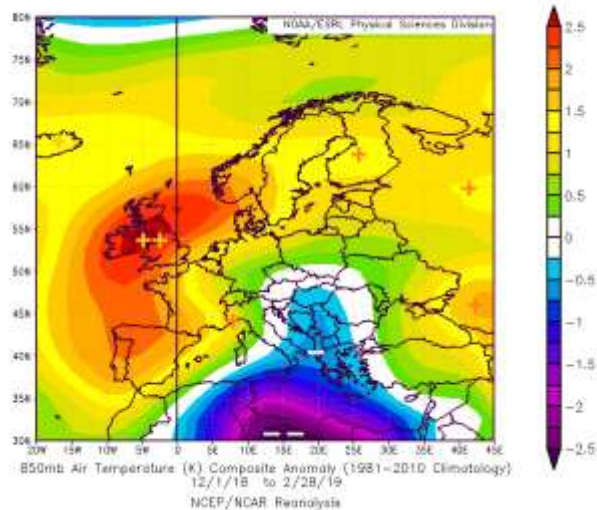 NOAA/ESRL Physical Sciences Division
80N
75N
70N
65N
60N
55N
50N
45N
40N
35N
30N
20W 15W 10W 5W 0 5E 10E 15E 20E 25E 30E 35E 40E 45E
2.5
2
1.5
1
0.5
0
-0.5
-1
-1.5
-2
-2.5
850mb Air Temperature (K) Composite Anomaly (1981-2010 Climatology)
12/1/18 to 2/28/19
NCEP/NCAR Reanalysis